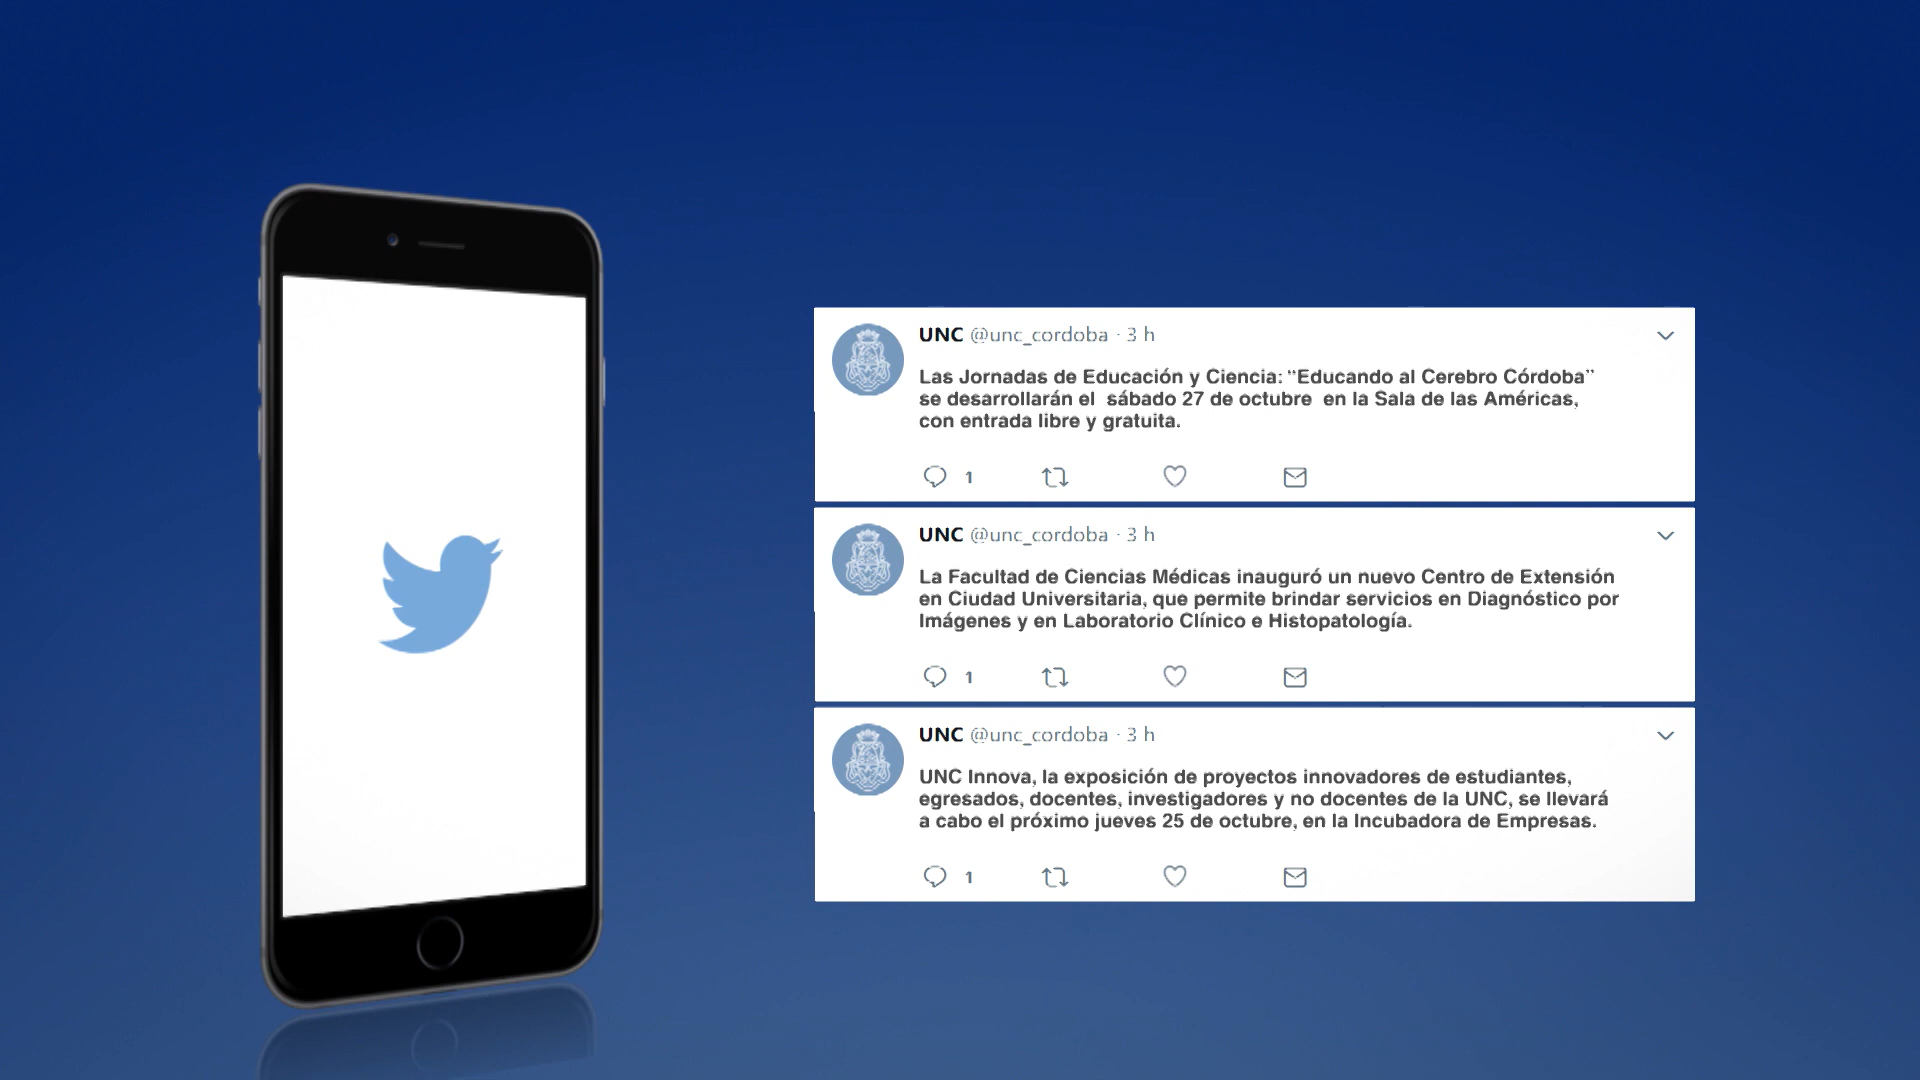 UNC @unc_cordoba · 3 h
Las Jornadas de Educación y Ciencia: “Educando al Cerebro Córdoba”
se desarrollarán el sábado 27 de octubre en la Sala de las Américas,
con entrada libre y gratuita.
1
UNC @unc_cordoba · 3 h
La Facultad de Ciencias Médicas inauguró un nuevo Centro de Extensión
en Ciudad Universitaria, que permite brindar servicios en Diagnóstico por
Imágenes y en Laboratorio Clínico e Histopatología.
1
UNC @unc_cordoba · 3 h
UNC Innova, la exposición de proyectos innovadores de estudiantes,
egresados, docentes, investigadores y no docentes de la UNC, se llevará
a cabo el próximo jueves 25 de octubre, en la Incubadora de Empresas.
1